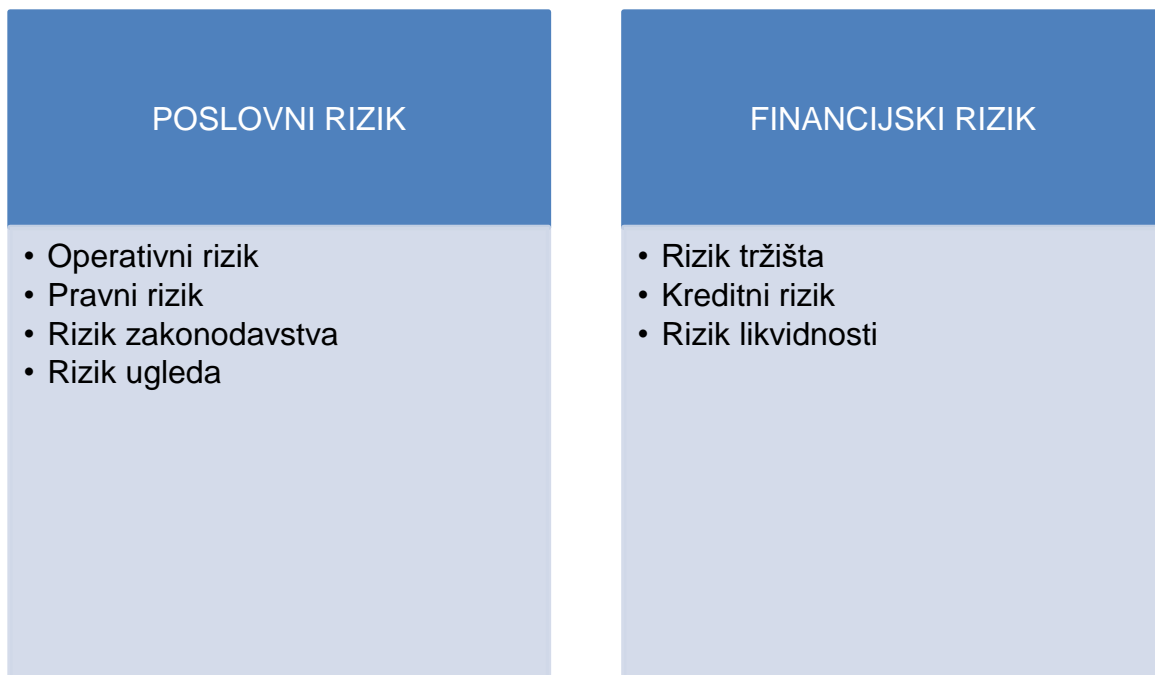 POSLOVNI RIZIK
• Operativni rizik
• Pravni rizik
• Rizik zakonodavstva
• Rizik ugleda
FINANCIJSKI RIZIK
• Rizik tržišta
• Kreditni rizik
• Rizik likvidnosti